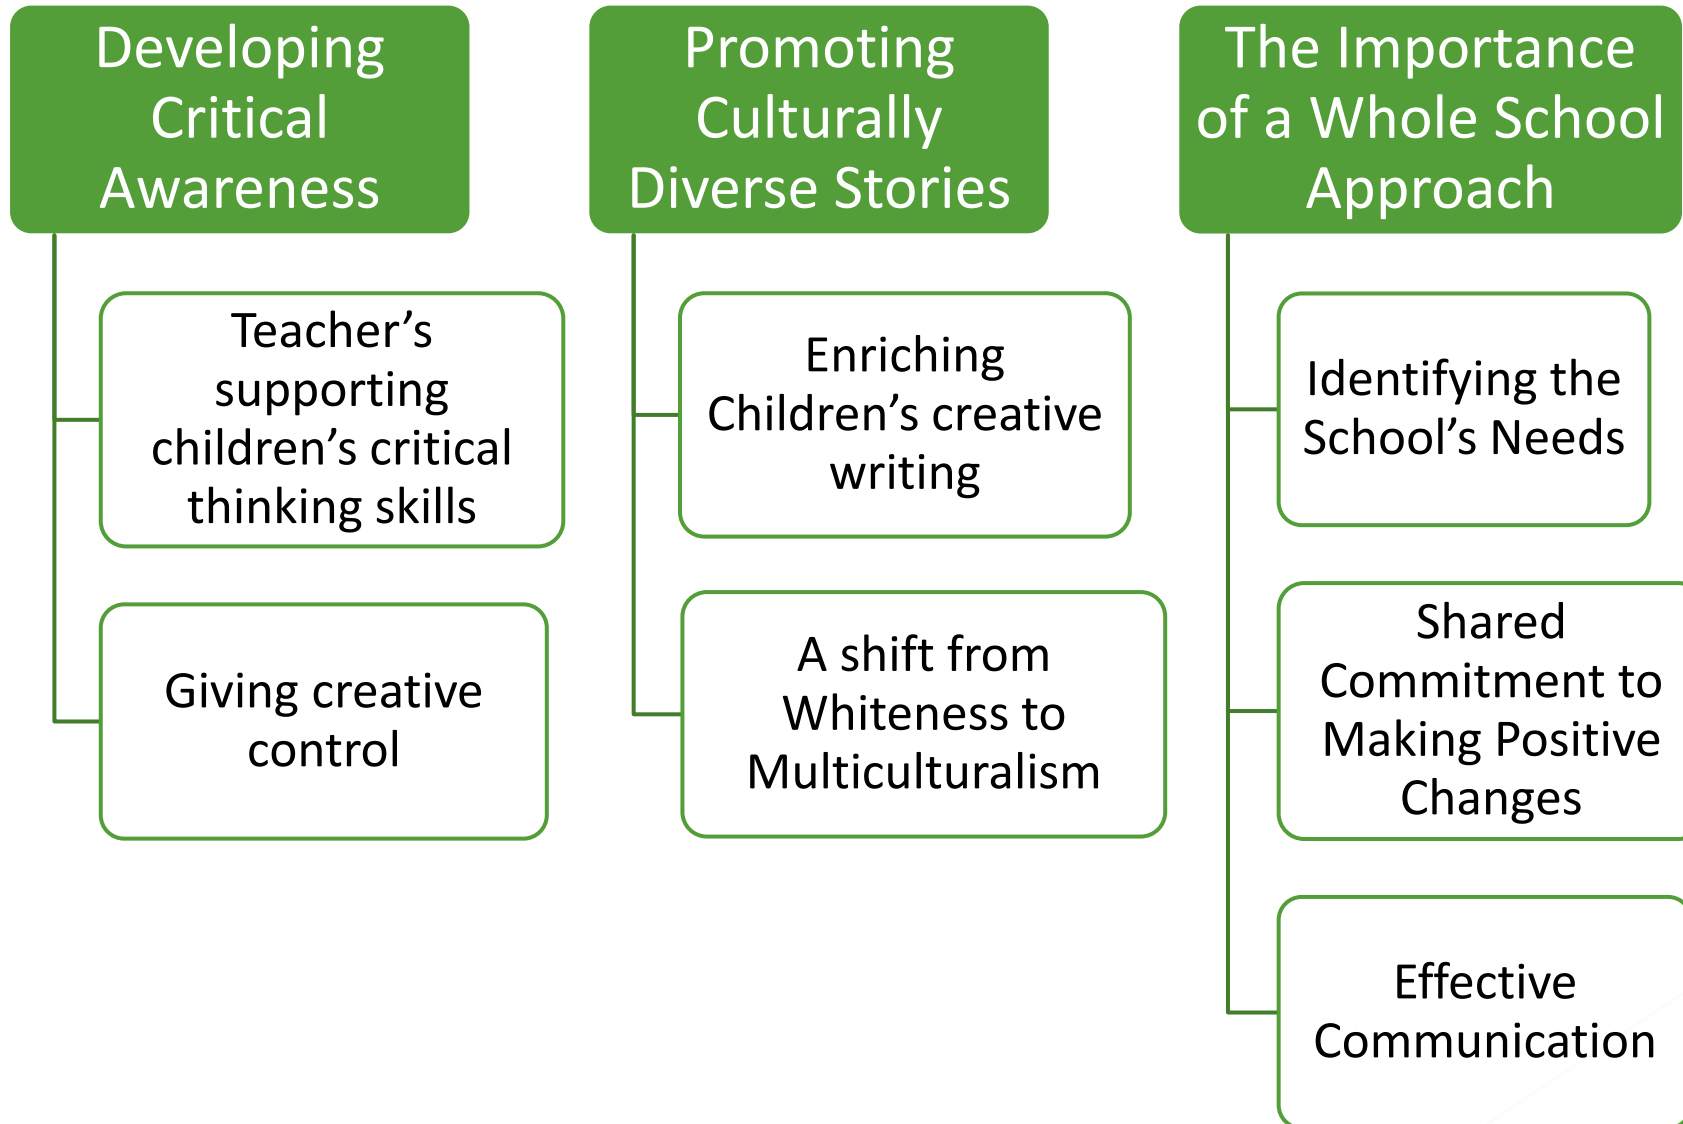 Developing
Critical
Awareness
Teacher’s
supporting
children’s critical
thinking skills
Giving creative
control
Promoting
Culturally
Diverse Stories
Enriching
Children’s creative
writing
A shift from
Whiteness to
Multiculturalism
The Importance
of a Whole School
Approach
Identifying the
School’s Needs
Shared
Commitment to
Making Positive
Changes
Effective
Communication